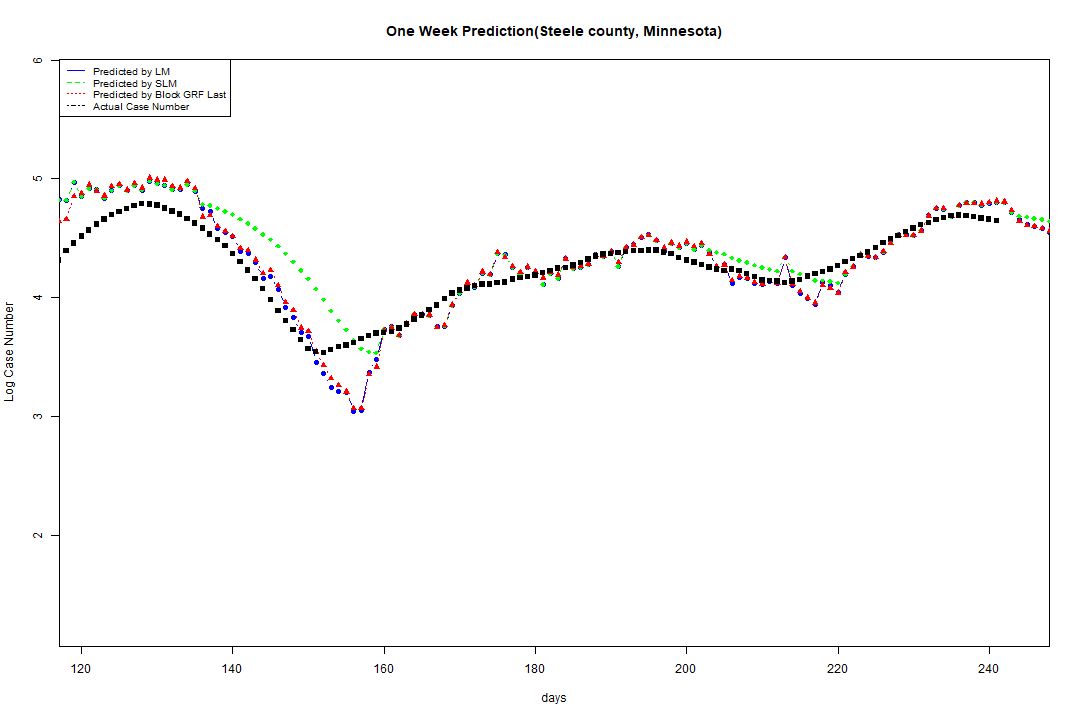 One Week Prediction(Steele county, Minnesota)
Predicted by LM
Predicted by SLM
Predicted by Block GRF Last
Actual Case Number
6
5
4
3
2
Log Case Number
120 140 160 180 200 220 240
days